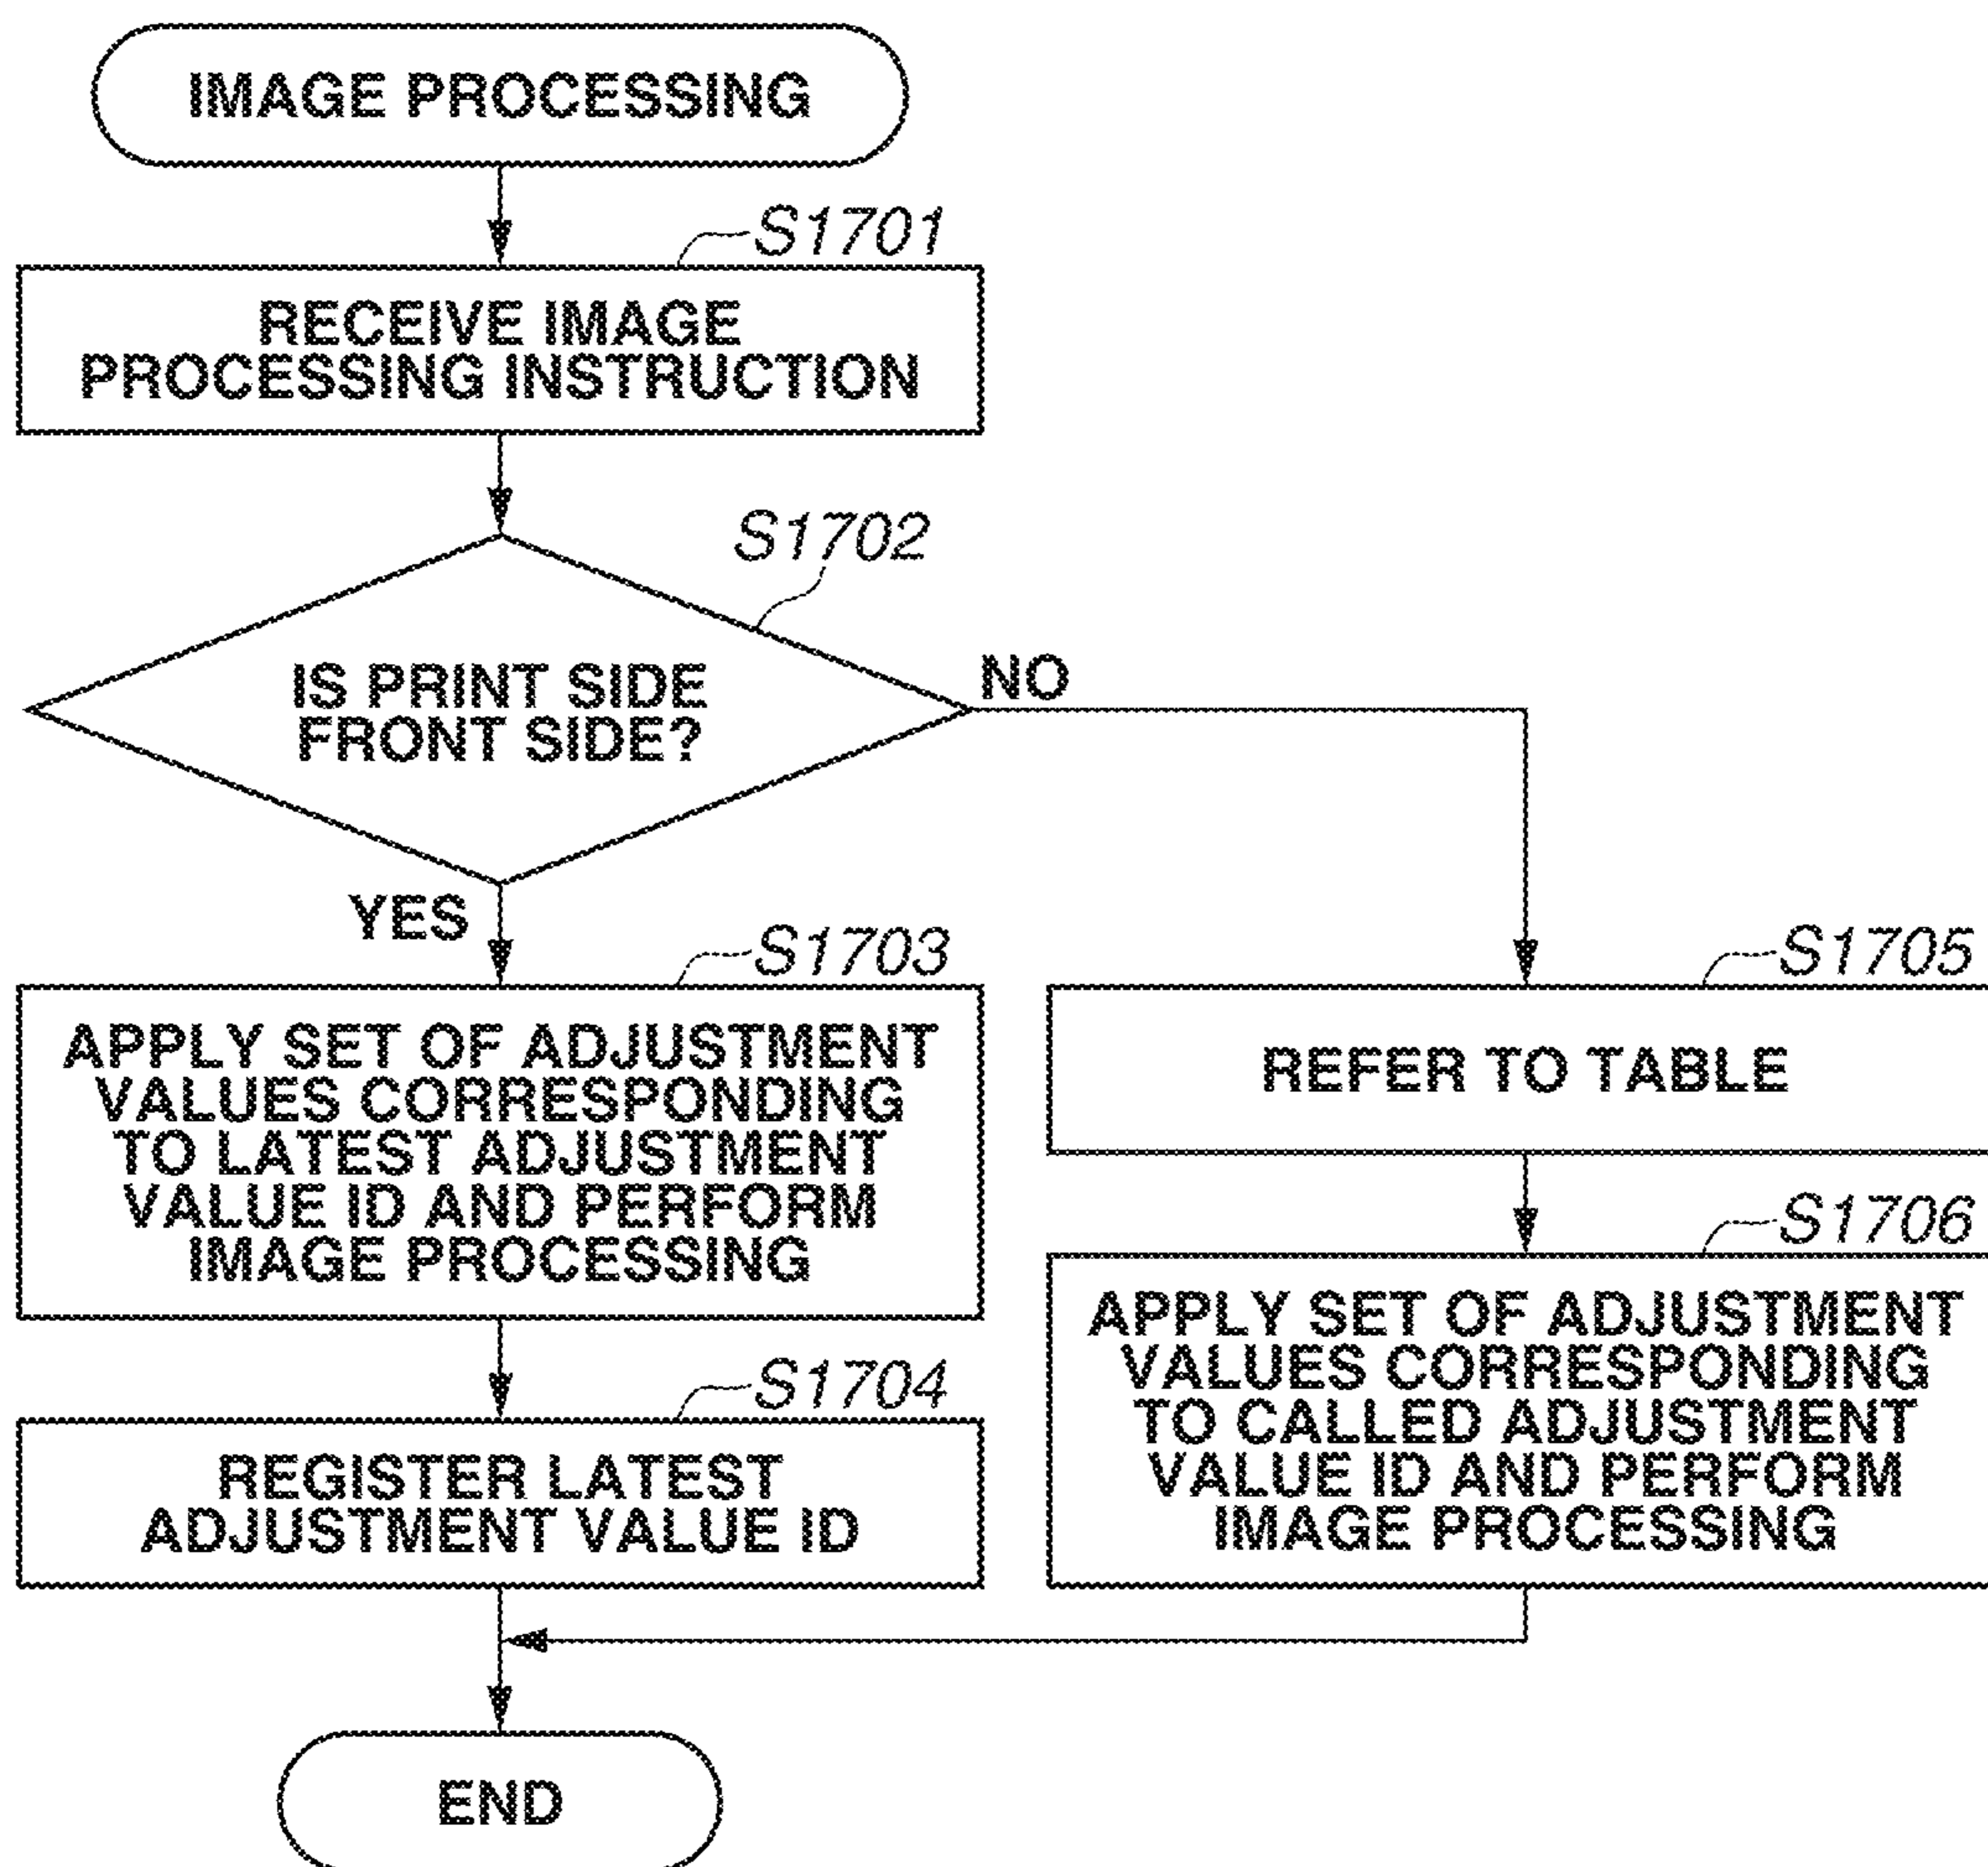 IMAGE PROCESSING
S1701
RECEIVE IMAGE
PROCESSING INSTRUCTION
S1702
IS PRINT SIDE
FRONT SIDE?
NO
YES
S1703
APPLY SET OF ADJUSTMENT
VALUES CORRESPONDING
TO LATEST ADJUSTMENT
VALUE ID AND PERFORM
IMAGE PROCESSING
S1704
REGISTER LATEST
ADJUSTMENT VALUE ID
S1705
REFER TO TABLE
S1706
APPLY SET OF ADJUSTMENT
VALUES CORRESPONDING
TO CALLED ADJUSTMENT
VALUE ID AND PERFORM
IMAGE PROCESSING
END